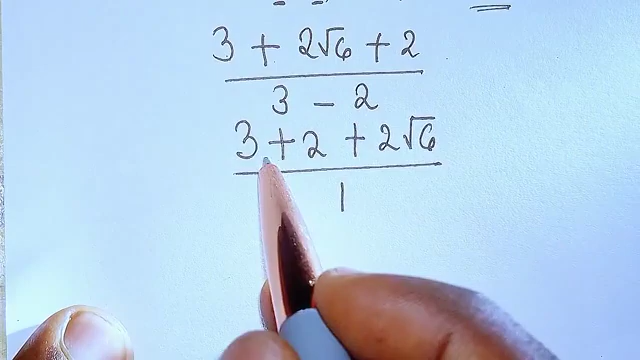 3 + 2√6 + 2
3 - 2
3 + 2 + 2√6
1